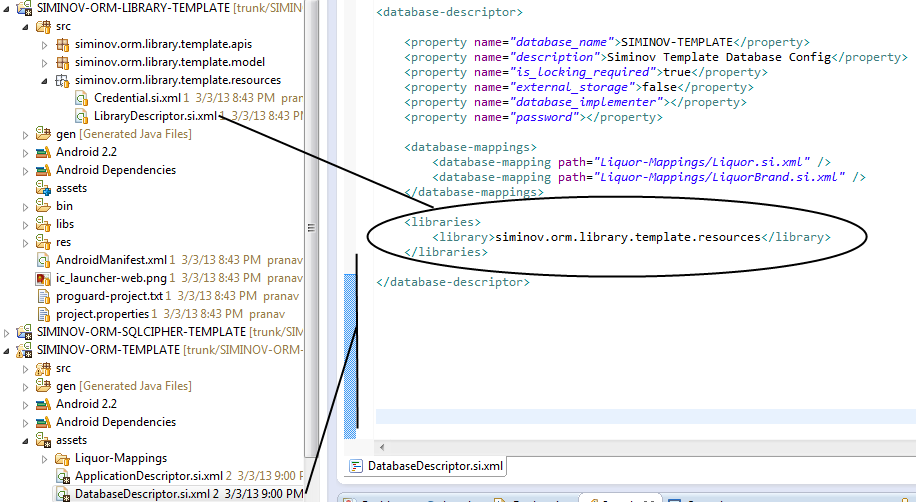 SIMINOV-ORM-LIBRARY-TEMPLATE [trunk/SIMINO
src
siminov.orm.library.template.apis
siminov.orm.library.template.model
siminov.orm.library.template.resources
Credential.si.xml 1 3/3/13 8:43 PM pran
LibraryDescriptor.si.xml 1 3/3/13 8:43 P
gen [Generated Java Files]
Android 2.2
Android Dependencies
assets
bin
libs
res
AndroidManifest.xml 1 3/3/13 8:43 PM pranav
ic_launcher-web.png 1 3/3/13 8:43 PM pranav
proguard-project.txt 1 3/3/13 8:43 PM pranav
project.properties 1 3/3/13 8:43 PM pranav
SIMINOV-ORM-SQLCIPHER-TEMPLATE [trunk/SIM
SIMINOV-ORM-TEMPLATE [trunk/SIMINOV-ORM-
src
gen [Generated Java Files]
Android 2.2
Android Dependencies
assets
Liquor-Mappings
ApplicationDescriptor.si.xml 2 3/3/13 9:00 P
DatabaseDescriptor.si.xml 2 3/3/13 9:00 PM
<database-descriptor>
<property name="database_name">SIMINOV-TEMPLATE</property>
<property name="description">Siminov Template Database Config</property>
<property name="is_locking_required">true</property>
<property name="external_storage">false</property>
<property name="database_implementer"></property>
<property name="password"></property>
<database-mappings>
<database-mapping path="Liquor-Mappings/Liquor.si.xml" />
<database-mapping path="Liquor-Mappings/LiquorBrand.si.xml" />
</database-mappings>
<libraries>
<library>siminov.orm.library.template.resources</library>
</libraries>
</database-descriptor>
DatabaseDescriptor.si.xml